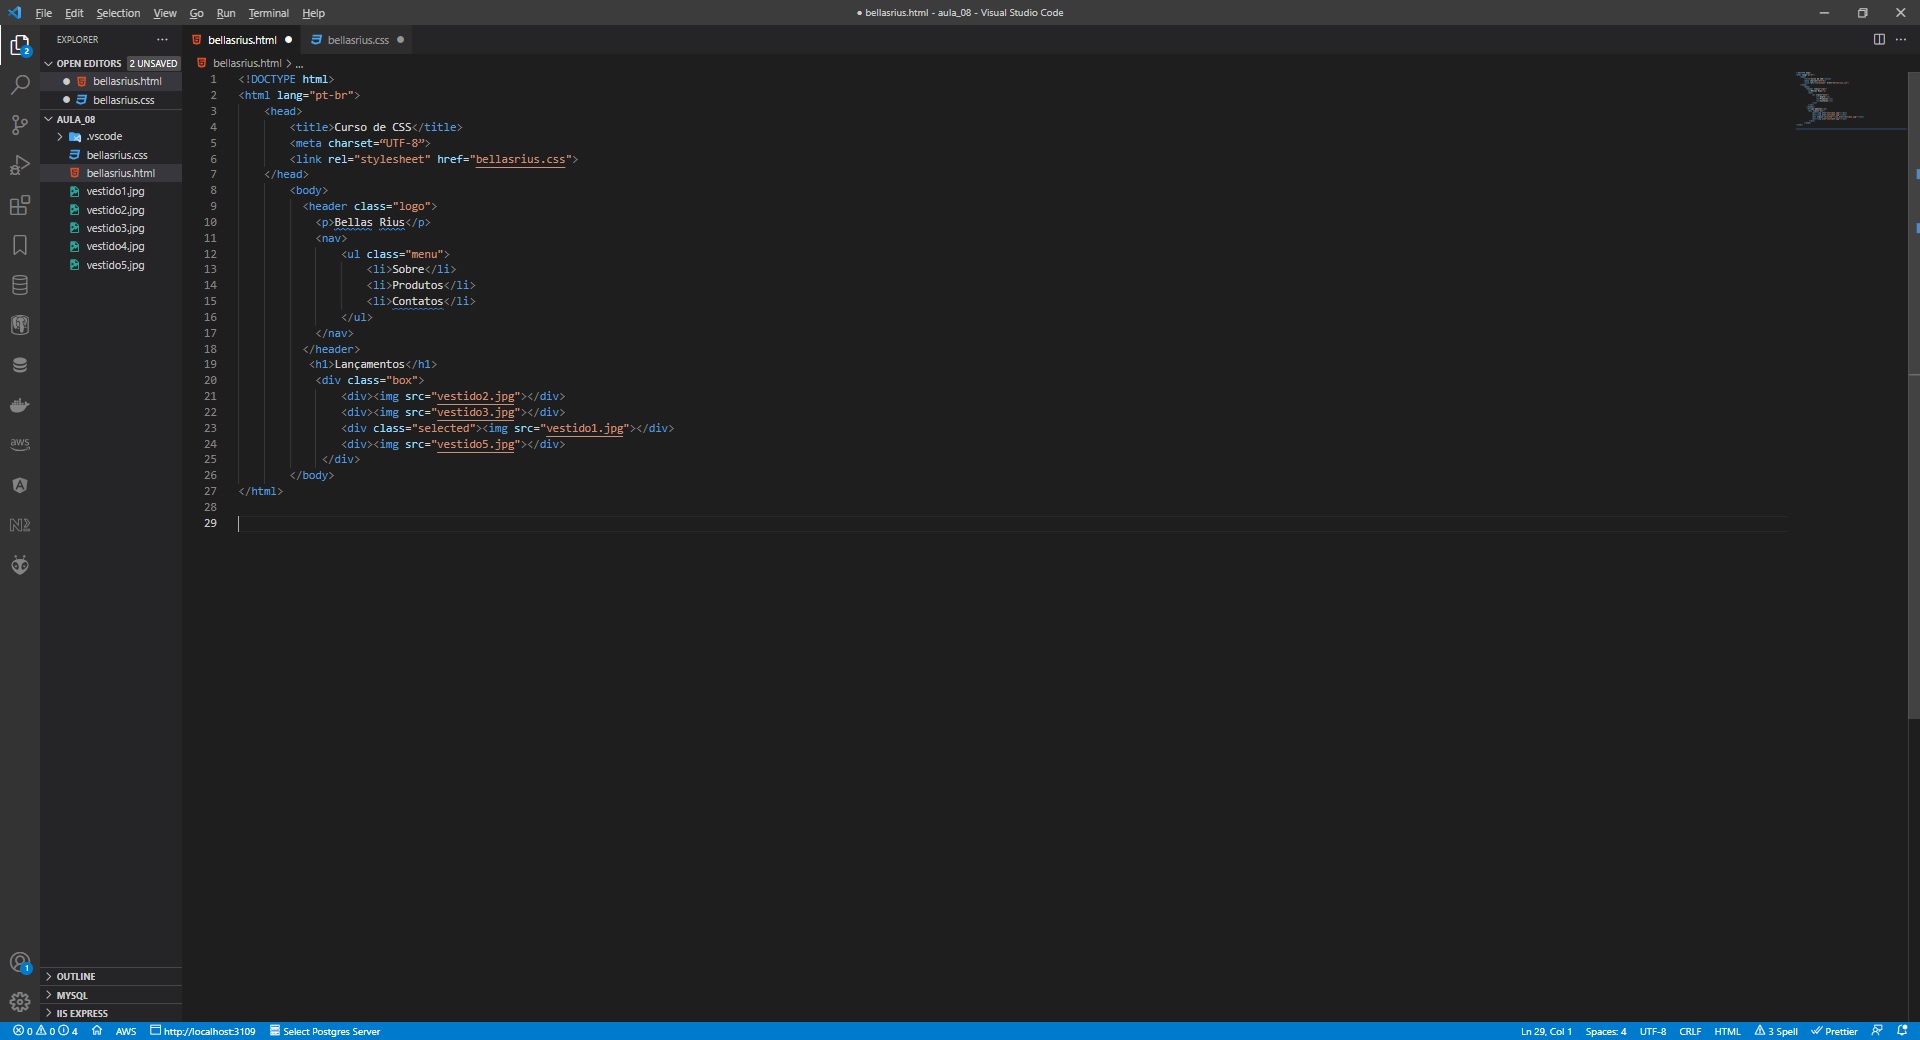 File Edit Selection View Go Run Terminal Help
● bellasrius.html - aula_08 - Visual Studio Code
EXPLORER
bellasrius.html ●
bellasrius.css ●
OPEN EDITORS 2 UNSAVED
● bellasrius.html
● bellasrius.css
AULA_08
.vscode
bellasrius.css
bellasrius.html
vestido1.jpg
vestido2.jpg
vestido3.jpg
vestido4.jpg
vestido5.jpg
OUTLINE
MYSQL
IIS EXPRESS
2
aws
1
bellasrius.html > ...
1 <!DOCTYPE html>
2 <html lang="pt-br">
3 <head>
4 <title>Curso de CSS</title>
5 <meta charset=“UTF-8”>
6 <link rel="stylesheet" href="bellasrius.css">
7 </head>
8 <body>
9 <header class="logo">
10 <p>Bellas Rius</p>
11 <nav>
12 <ul class="menu">
13 <li>Sobre</li>
14 <li>Produtos</li>
15 <li>Contatos</li>
16 </ul>
17 </nav>
18 </header>
19 <h1>Lançamentos</h1>
20 <div class="box">
21 <div><img src="vestido2.jpg"></div>
22 <div><img src="vestido3.jpg"></div>
23 <div class="selected"><img src="vestido1.jpg"></div>
24 <div><img src="vestido5.jpg"></div>
25 </div>
26 </body>
27 </html>
28
29
0 0 4 AWS http://localhost:3109 Select Postgres Server
Ln 29, Col 1 Spaces: 4 UTF-8 CRLF HTML 3 Spell Prettier